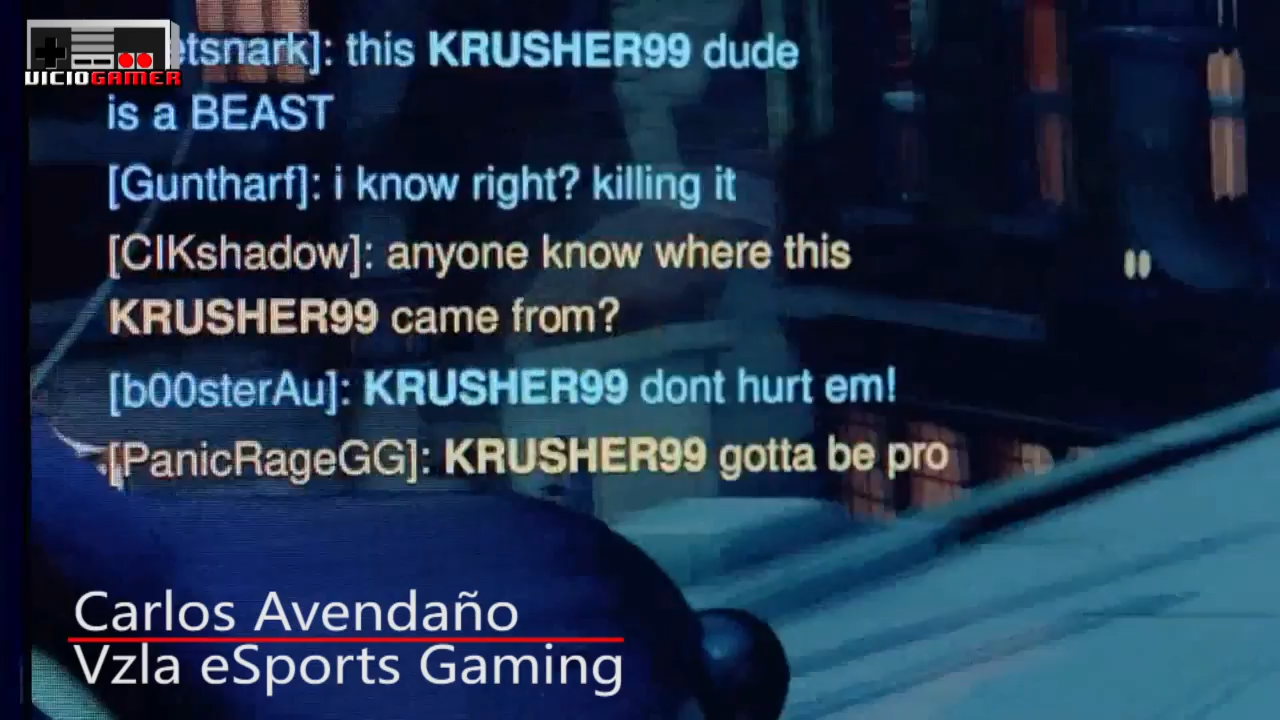 VICIOGAMER
etsnark]: this KRUSHER99 dude
is a BEAST
[Guntharf]: i know right? killing it
[ClKshadow]: anyone know where this
KRUSHER99 came from?
[b00sterAu]: KRUSHER99 dont hurt em!
[PanicRageGG]: KRUSHER99 gotta be pro
Carlos Avendaño
Vzla eSports Gaming